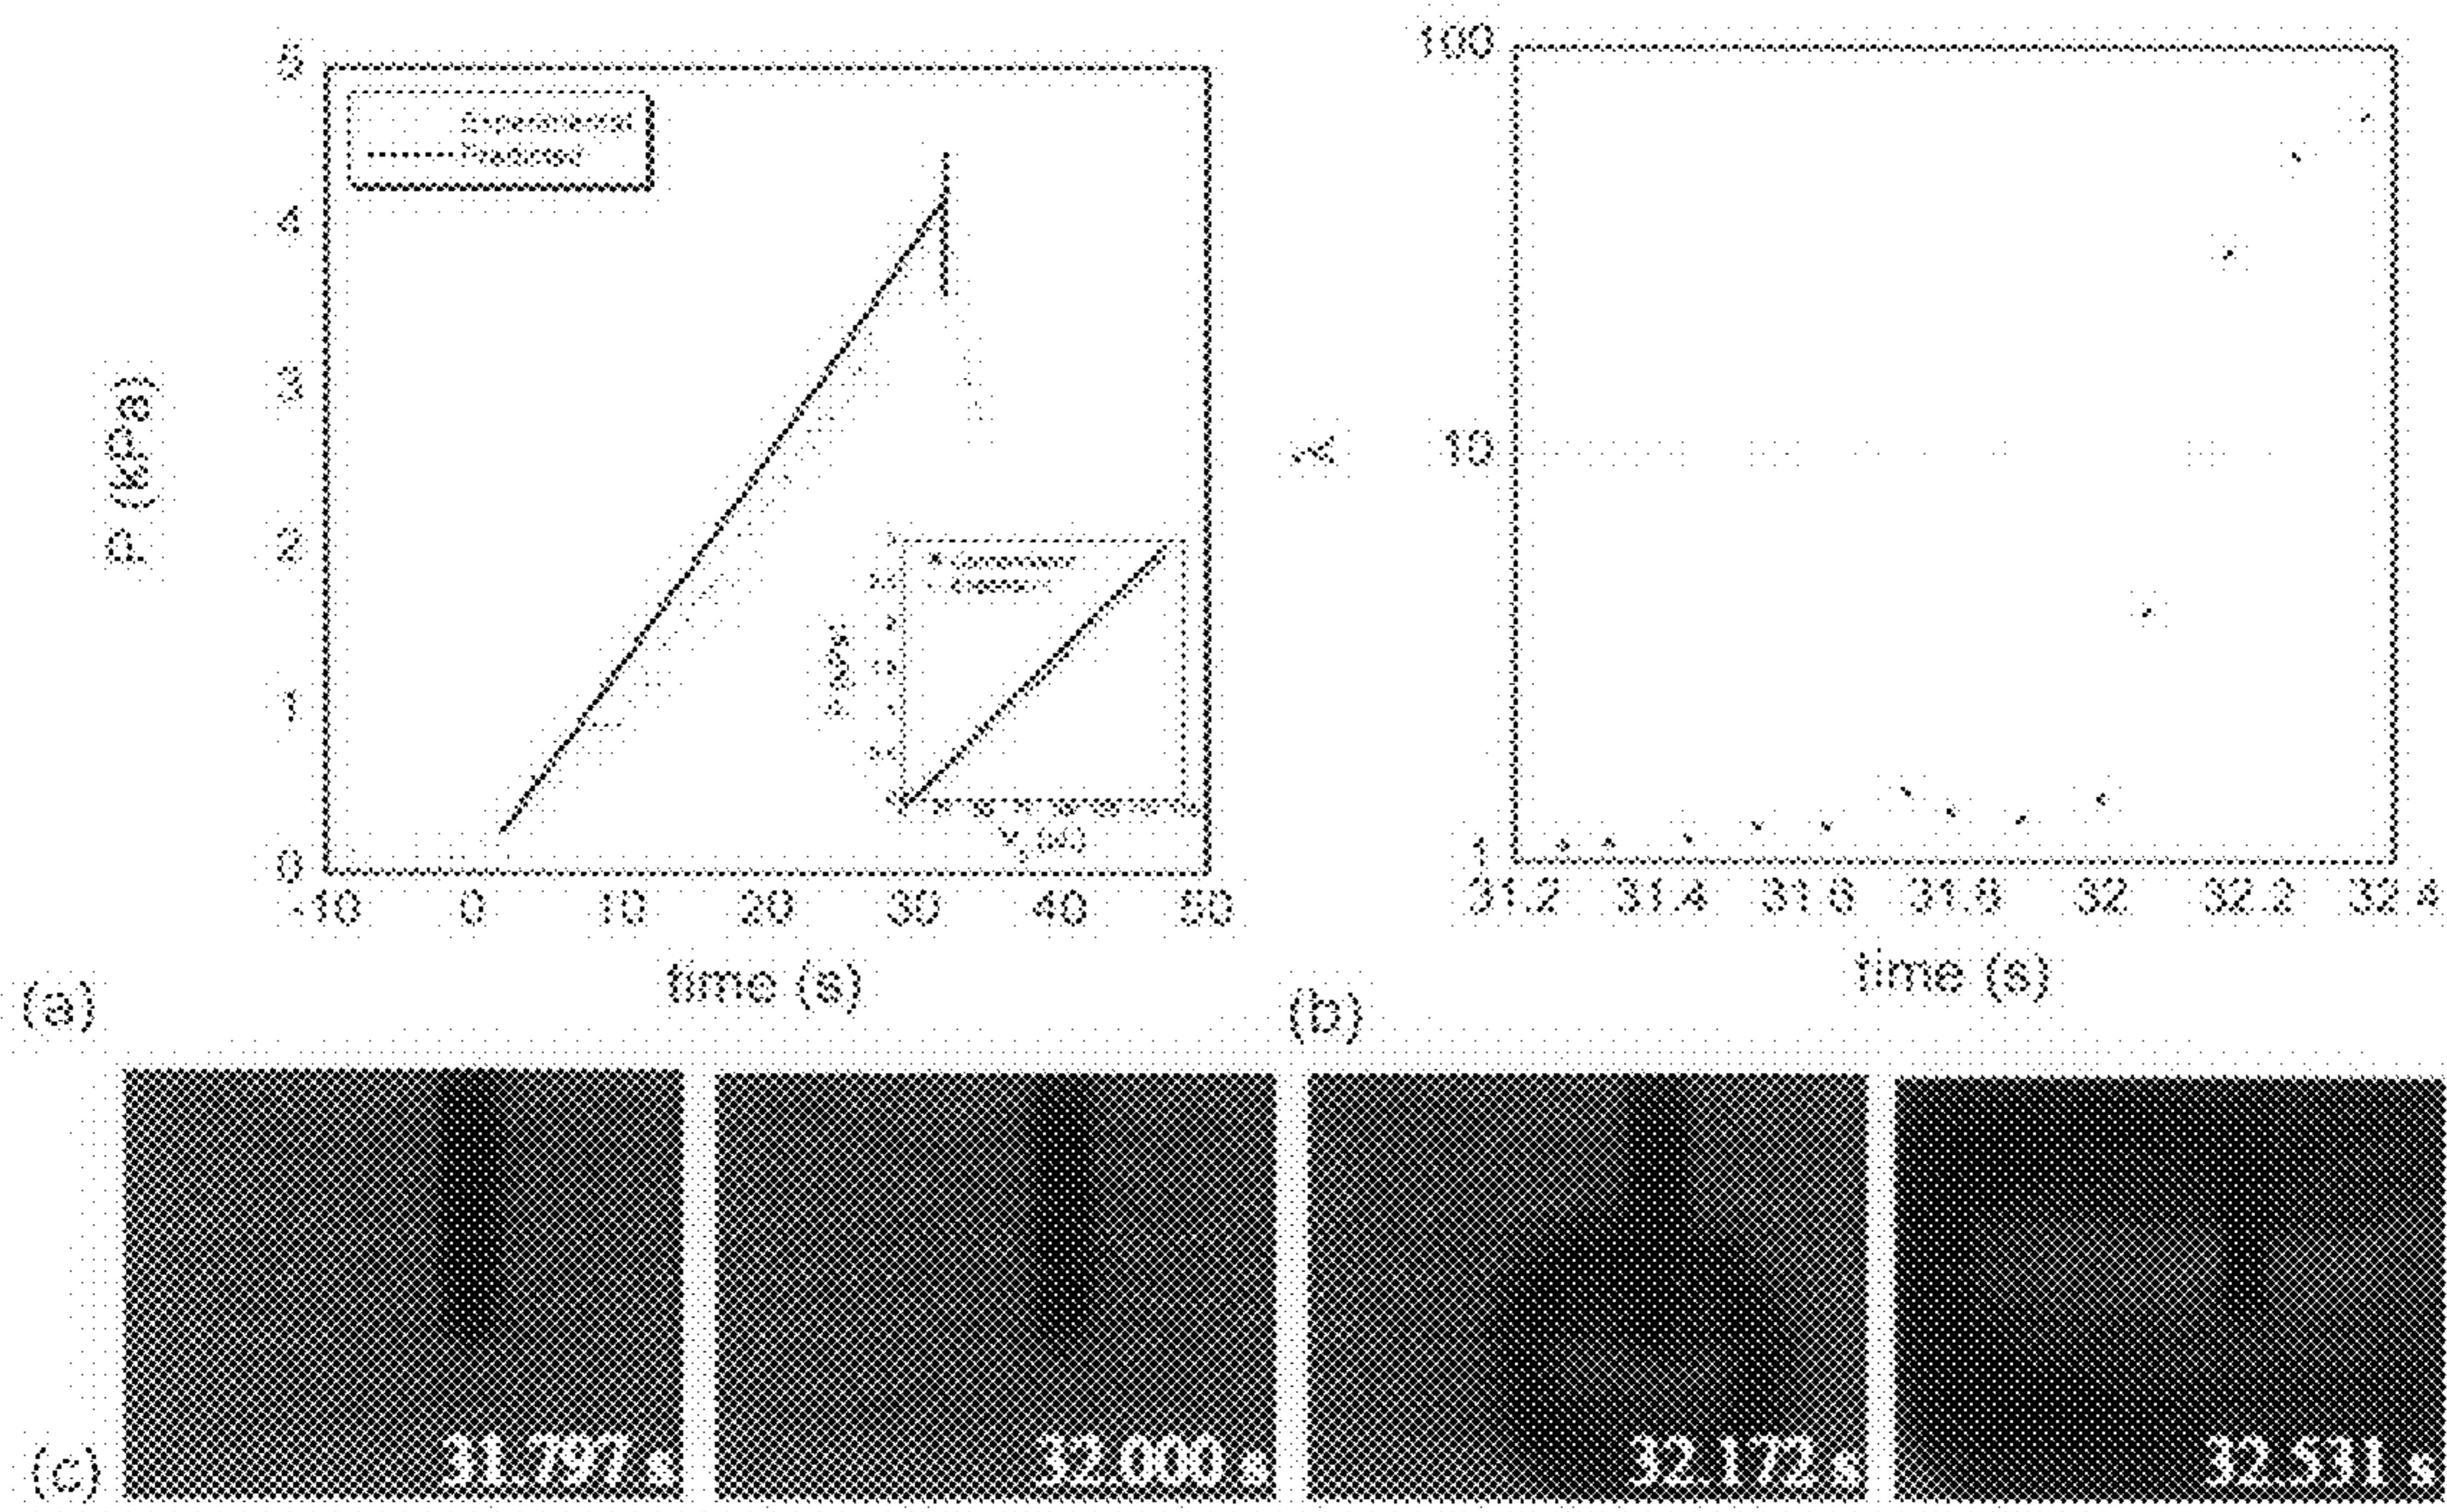 5
4
3
2
1
0
P (kPa)
Experimental
Predicted
-10 0 10 20 30 40 50
time (s)
(a)
100
10
1
λ
31.2 31.4 31.6 31.8 32 32.2 32.4
time (s)
(b)
31.797 s
32.000 s
32.172 s
32.531 s
(c)